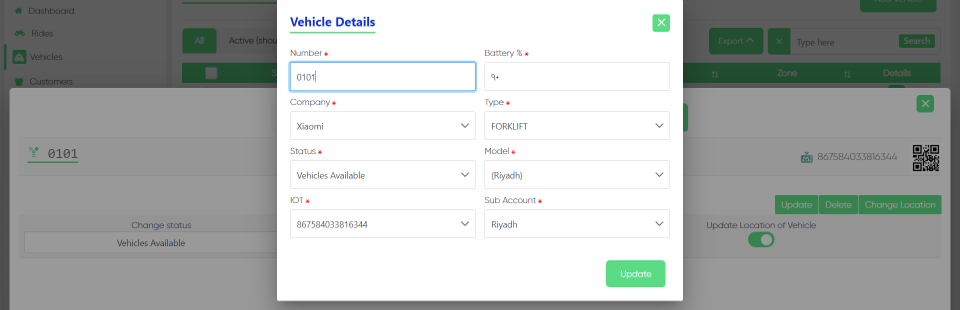 Dashboard
Rides
Vehicles
Customers
All
Active (shou
Export
Type here
Search
Zone
Details
Vehicle Details
Number *
Battery % *
0101
٩٠
Company *
Type *
Xiaomi
FORKLIFT
Status *
Model *
Vehicles Available
(Riyadh)
IOT *
Sub Account *
867584033816344
Riyadh
Update
0101
867584033816344
Update
Delete
Change Location
Change status
Update Location of Vehicle
Vehicles Available